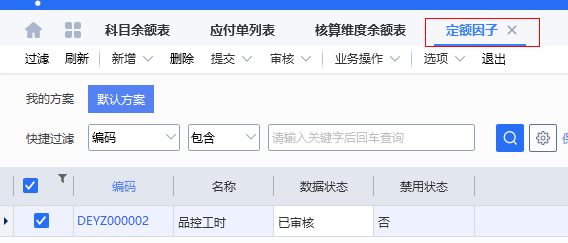 科目余额表 应付单列表 核算维度余额表 定额因子
过滤 刷新 新增 删除 提交 审核 业务操作 选项 退出
我的方案 默认方案
快捷过滤 编码 包含 请输入关键字后回车查询
编码 名称 数据状态 禁用状态
DEYZ000002 品控工时 已审核 否